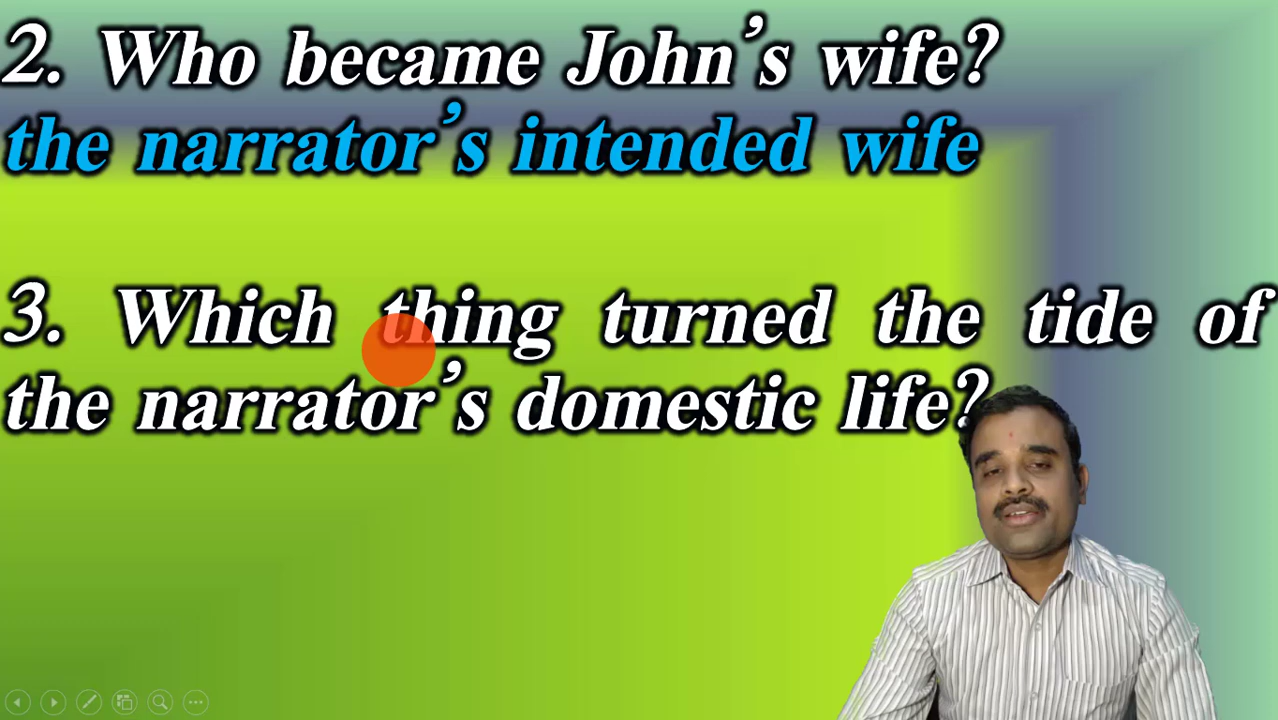 2. Who became John's wife?
the narrator's intended wife
3. Which thing turned the tide of
the narrator's domestic life?